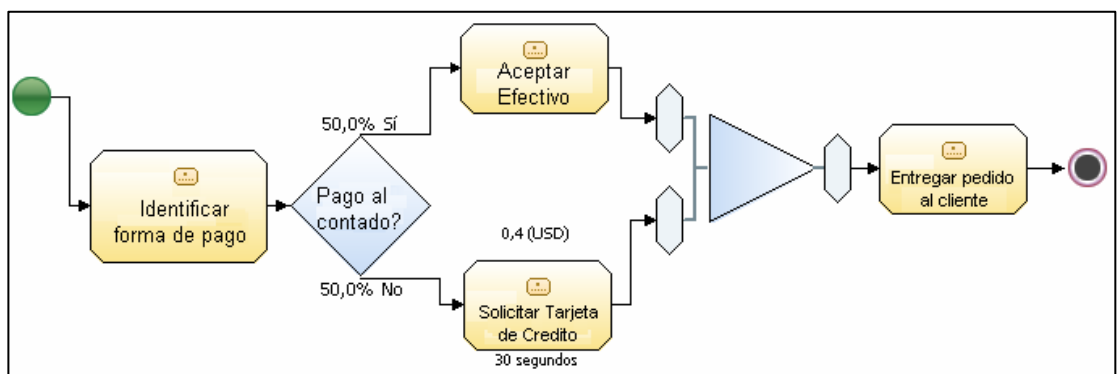 Aceptar
Efectivo
50,0% Sí
Identificar
forma de pago
Pago al
contado?
Entregar pedido
al cliente
0,4 (USD)
50,0% No
Solicitar Tarjeta
de Credito
30 segundos